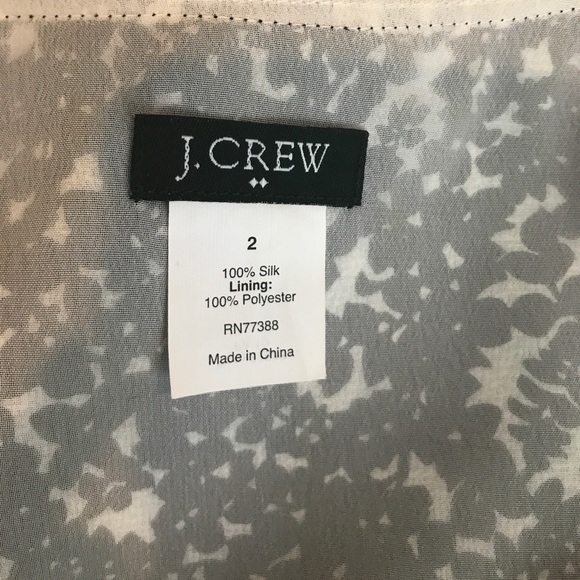 J.CREW
2
100% Silk
Lining:
100% Polyester
RN77388
Made in China